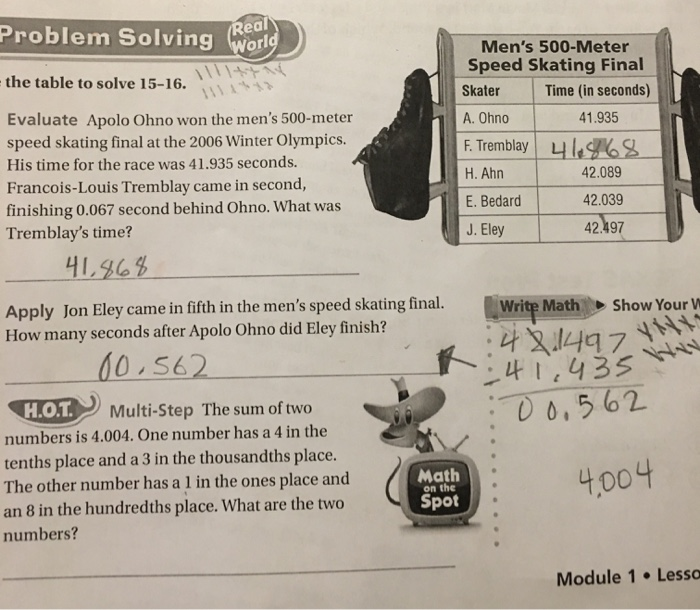 Problem Solving Real World
the table to solve 15–16.
Evaluate Apolo Ohno won the men's 500-meter
speed skating final at the 2006 Winter Olympics.
His time for the race was 41.935 seconds.
Francois-Louis Tremblay came in second,
finishing 0.067 second behind Ohno. What was
Tremblay's time?
41.868
Men's 500-Meter
Speed Skating Final
Skater Time (in seconds)
A. Ohno 41.935
F. Tremblay 41.868
H. Ahn 42.089
E. Bedard 42.039
J. Eley 42.497
Apply Jon Eley came in fifth in the men's speed skating final.
How many seconds after Apolo Ohno did Eley finish?
00.562
Write Math ▶ Show Your
41.435
00.562
4.004
H.O.T. Multi-Step The sum of two
numbers is 4.004. One number has a 4 in the
tenths place and a 3 in the thousandths place.
The other number has a 1 in the ones place and
an 8 in the hundredths place. What are the two
numbers?
Math
on the
Spot
Module 1 •